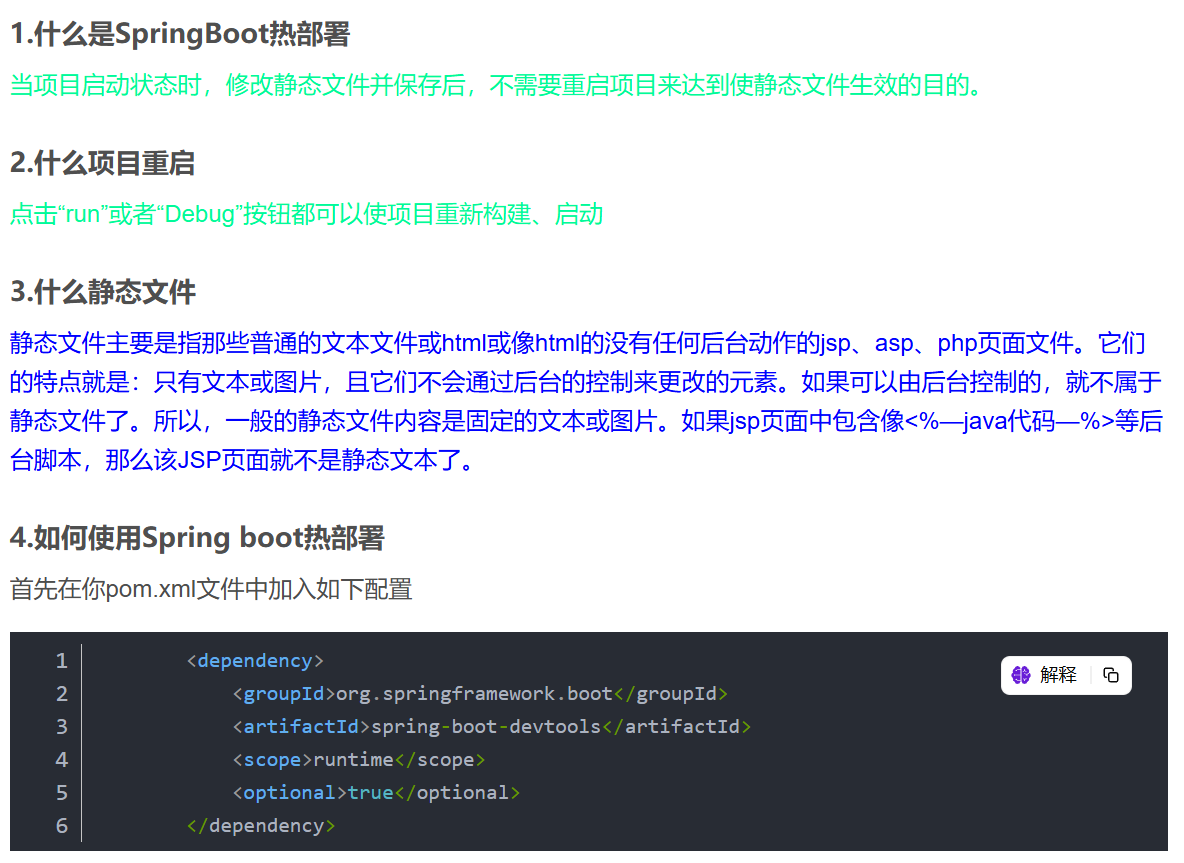 1.什么是SpringBoot热部署
当项目启动状态时，修改静态文件并保存后，不需要重启项目来达到使静态文件生效的目的。
2.什么项目重启
点击“run”或者“Debug”按钮都可以使项目重新构建、启动
3.什么静态文件
静态文件主要是指那些普通的文本文件或html或像html的没有任何后台动作的jsp、asp、php页面文件。它们
的特点就是：只有文本或图片，且它们不会通过后台的控制来更改的元素。如果可以由后台控制的，就不属于
静态文件了。所以，一般的静态文件内容是固定的文本或图片。如果jsp页面中包含像<%—java代码—%>等后
台脚本，那么该JSP页面就不是静态文本了。
4.如何使用Spring boot热部署
首先在你pom.xml文件中加入如下配置
1 <dependency>
解释
2 <groupId>org.springframework.boot</groupId>
3 <artifactId>spring-boot-devtools</artifactId>
4 <scope>runtime</scope>
5 <optional>true</optional>
6 </dependency>